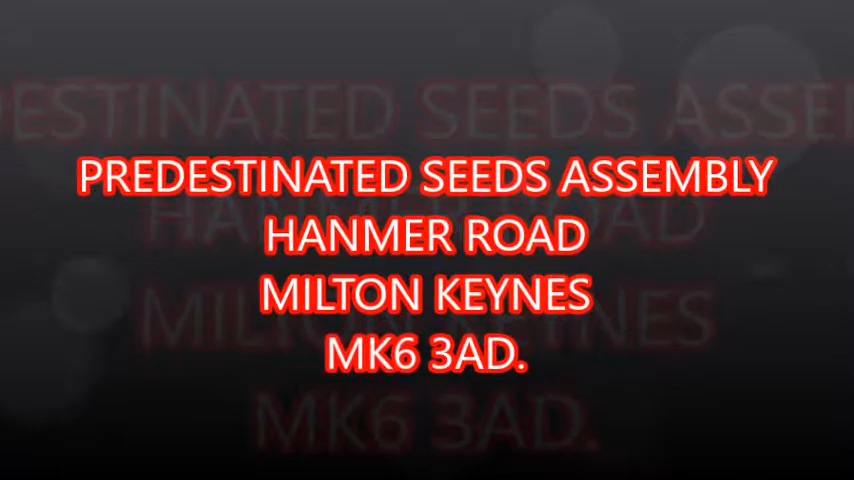 PREDESTINATED SEEDS ASSEMBLY
HANMER ROAD
MILTON KEYNES
MK6 3AD.